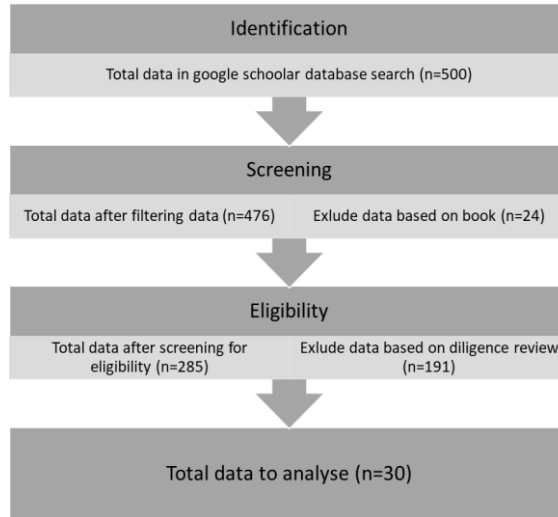 Identification
Total data in google schoolar database search (n=500)
Screening
Total data after filtering data (n=476)
Exlude data based on book (n=24)
Eligibility
Total data after screening for
eligibility (n=285)
Exlude data based on diligence review
(n=191)
Total data to analyse (n=30)